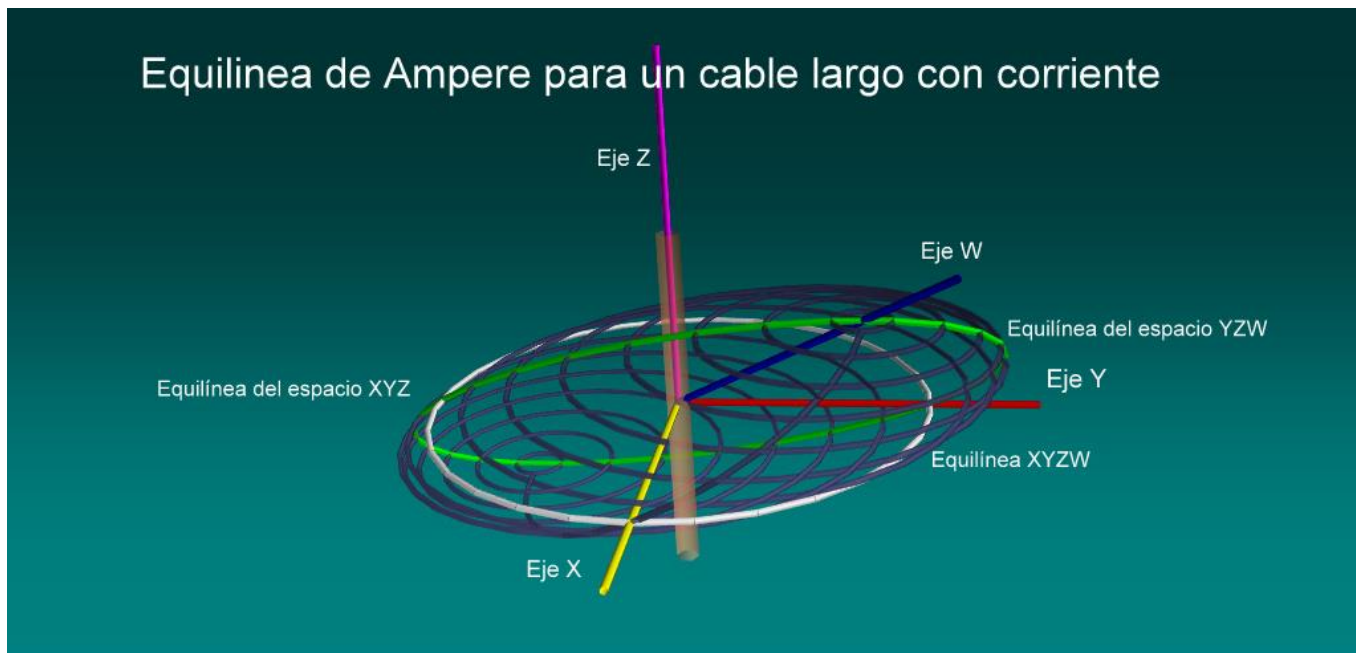 Equilinea de Ampere para un cable largo con corriente
Eje Z
Eje W
Equilínea del espacio YZW
Eje Y
Equilínea del espacio XYZ
Equilínea XYZW
Eje X